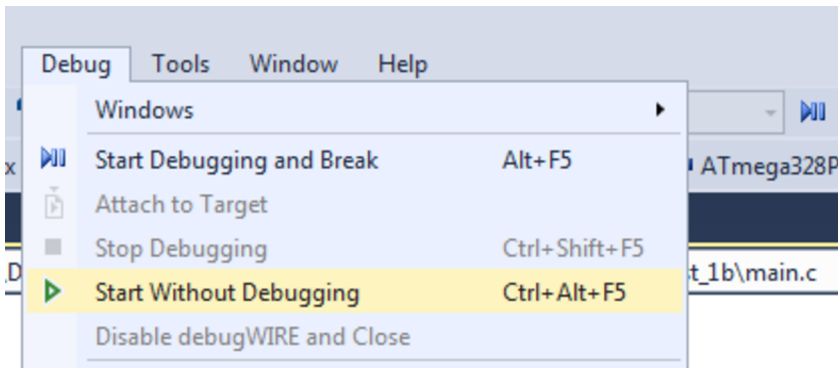 Debug Tools Window Help
Windows
Start Debugging and Break Alt+F5
x
ATmega328P
Attach to Target
Stop Debugging Ctrl+Shift+F5
Start Without Debugging Ctrl+Alt+F5
t_1b\main.c
Disable debugWIRE and Close